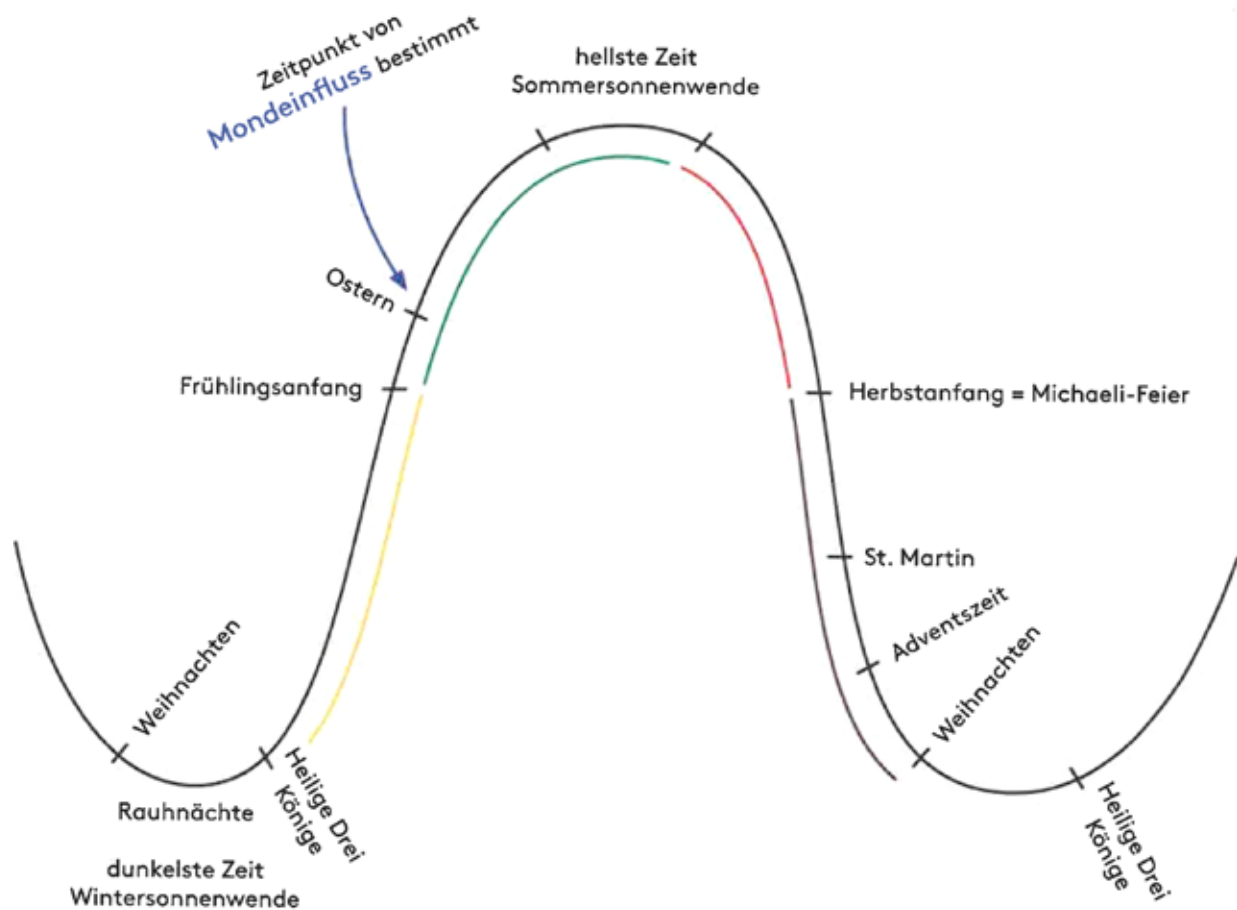 Zeitpunkt von
Mondeinfluss bestimmt
hellste Zeit
Sommersonnenwende
Ostern
Frühlingsanfang
Herbstanfang = Michaeli-Feier
St. Martin
Adventszeit
Weihnachten
Weihnachten
Rauhnächte
Heilige Drei
Könige
dunkelste Zeit
Wintersonnenwende
Heilige Drei
Könige